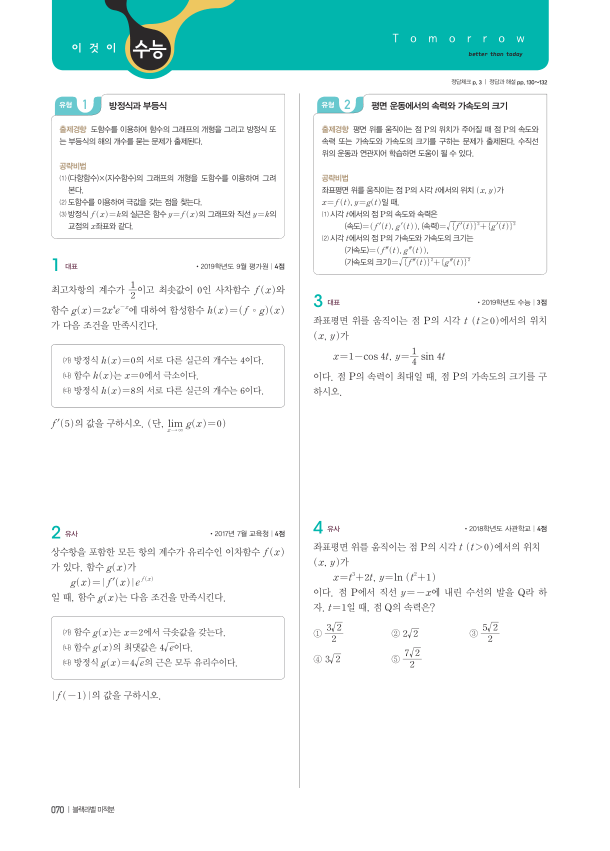 이것이 수능
Tomorrow
better than today
정답체크 p. 3 | 정답과 해설 pp. 130~132
유형 1 방정식과 부등식
출제경향 도함수를 이용하여 함수의 그래프의 개형을 그리고 방정식 또
는 부등식의 해의 개수를 묻는 문제가 출제된다.
공략비법
⑴ (다항함수)×(지수함수)의 그래프의 개형을 도함수를 이용하여 그려
본다.
⑵ 도함수를 이용하여 극값을 갖는 점을 찾는다.
⑶ 방정식 f(x)=k의 실근은 함수 y=f(x)의 그래프와 직선 y=k의
교점의 x좌표와 같다.
1 대표 • 2019학년도 9월 평가원 | 4점
최고차항의 계수가 1/2이고 최솟값이 0인 사차함수 f(x)와
함수 g(x)=2x⁴e⁻ˣ에 대하여 합성함수 h(x)=(f∘g)(x)
가 다음 조건을 만족시킨다.
㈎ 방정식 h(x)=0의 서로 다른 실근의 개수는 4이다.
㈏ 함수 h(x)는 x=0에서 극소이다.
㈐ 방정식 h(x)=8의 서로 다른 실근의 개수는 6이다.
f′(5)의 값을 구하시오. (단, lim x→∞ g(x)=0)
2 유사 • 2017년 7월 교육청 | 4점
상수항을 포함한 모든 항의 계수가 유리수인 이차함수 f(x)
가 있다. 함수 g(x)가
g(x)=|f′(x)|e^f(x)
일 때, 함수 g(x)는 다음 조건을 만족시킨다.
㈎ 함수 g(x)는 x=2에서 극솟값을 갖는다.
㈏ 함수 g(x)의 최댓값은 4√e이다.
㈐ 방정식 g(x)=4√e의 근은 모두 유리수이다.
|f(−1)|의 값을 구하시오.
유형 2 평면 운동에서의 속력와 가속도의 크기
출제경향 평면 위를 움직이는 점 P의 위치가 주어질 때 점 P의 속도와
속력 또는 가속도와 가속도의 크기를 구하는 문제가 출제된다. 수직선
위의 운동과 연관지어 학습하면 도움이 될 수 있다.
공략비법
좌표평면 위를 움직이는 점 P의 시각 t에서의 위치 (x, y)가
x=f(t), y=g(t)일 때,
⑴ 시각 t에서의 점 P의 속도와 속력은
(속도)=(f′(t), g′(t)), (속력)=√({f′(t)}²+{g′(t)}²)
⑵ 시각 t에서의 점 P의 가속도와 가속도의 크기는
(가속도)=(f″(t), g″(t)),
(가속도의 크기)=√({f″(t)}²+{g″(t)}²)
3 대표 • 2019학년도 수능 | 3점
좌표평면 위를 움직이는 점 P의 시각 t (t≥0)에서의 위치
(x, y)가
x=1−cos 4t, y=1/4 sin 4t
이다. 점 P의 속력이 최대일 때, 점 P의 가속도의 크기를 구
하시오.
4 유사 • 2018학년도 사관학교 | 4점
좌표평면 위를 움직이는 점 P의 시각 t (t>0)에서의 위치
(x, y)가
x=t³+2t, y=ln (t²+1)
이다. 점 P에서 직선 y=−x에 내린 수선의 발을 Q라 하
자. t=1일 때, 점 Q의 속력은?
① 3√2/2 ② 2√2 ③ 5√2/2
④ 3√2 ⑤ 7√2/2
070 | 블랙라벨 미적분